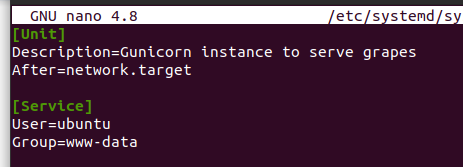 GNU nano 4.8 /etc/systemd/sy
[Unit]
Description=Gunicorn instance to serve grapes
After=network.target
[Service]
User=ubuntu
Group=www-data